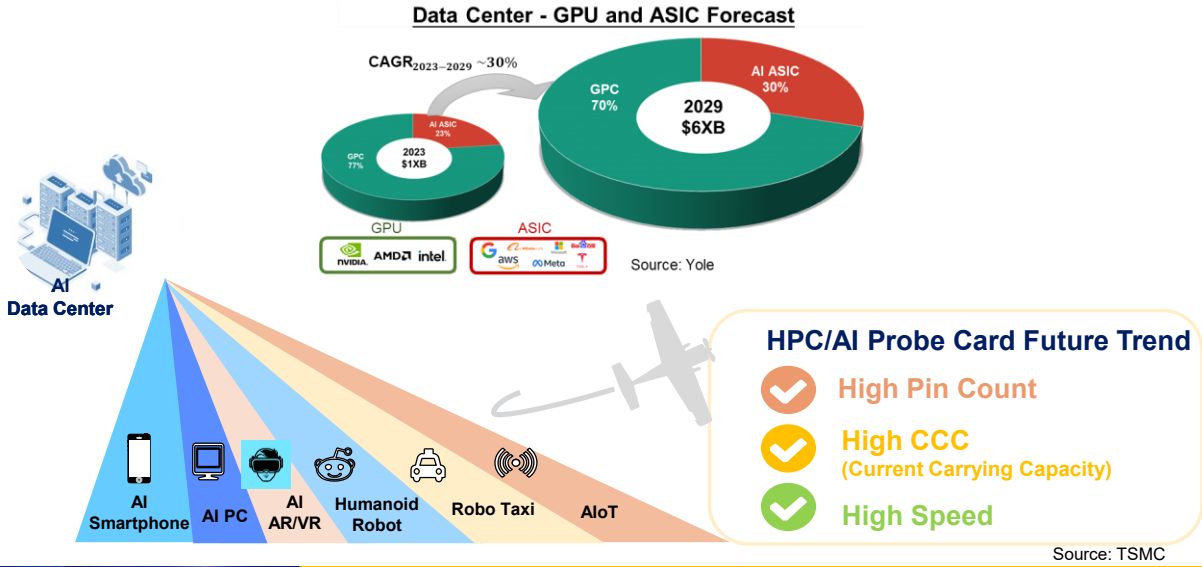 Data Center - GPU and ASIC Forecast
CAGR2023−2029 ~30%
GPC
77%
AI ASIC
23%
2023
$1XB
GPC
70%
AI ASIC
30%
2029
$6XB
GPU
NVIDIA. AMD intel.
ASIC
G
aws
Meta
Source: Yole
AI
Data Center
AI
Smartphone
AI PC
AI
AR/VR
Humanoid
Robot
Robo Taxi
AIoT
HPC/AI Probe Card Future Trend
High Pin Count
High CCC
(Current Carrying Capacity)
High Speed
Source: TSMC